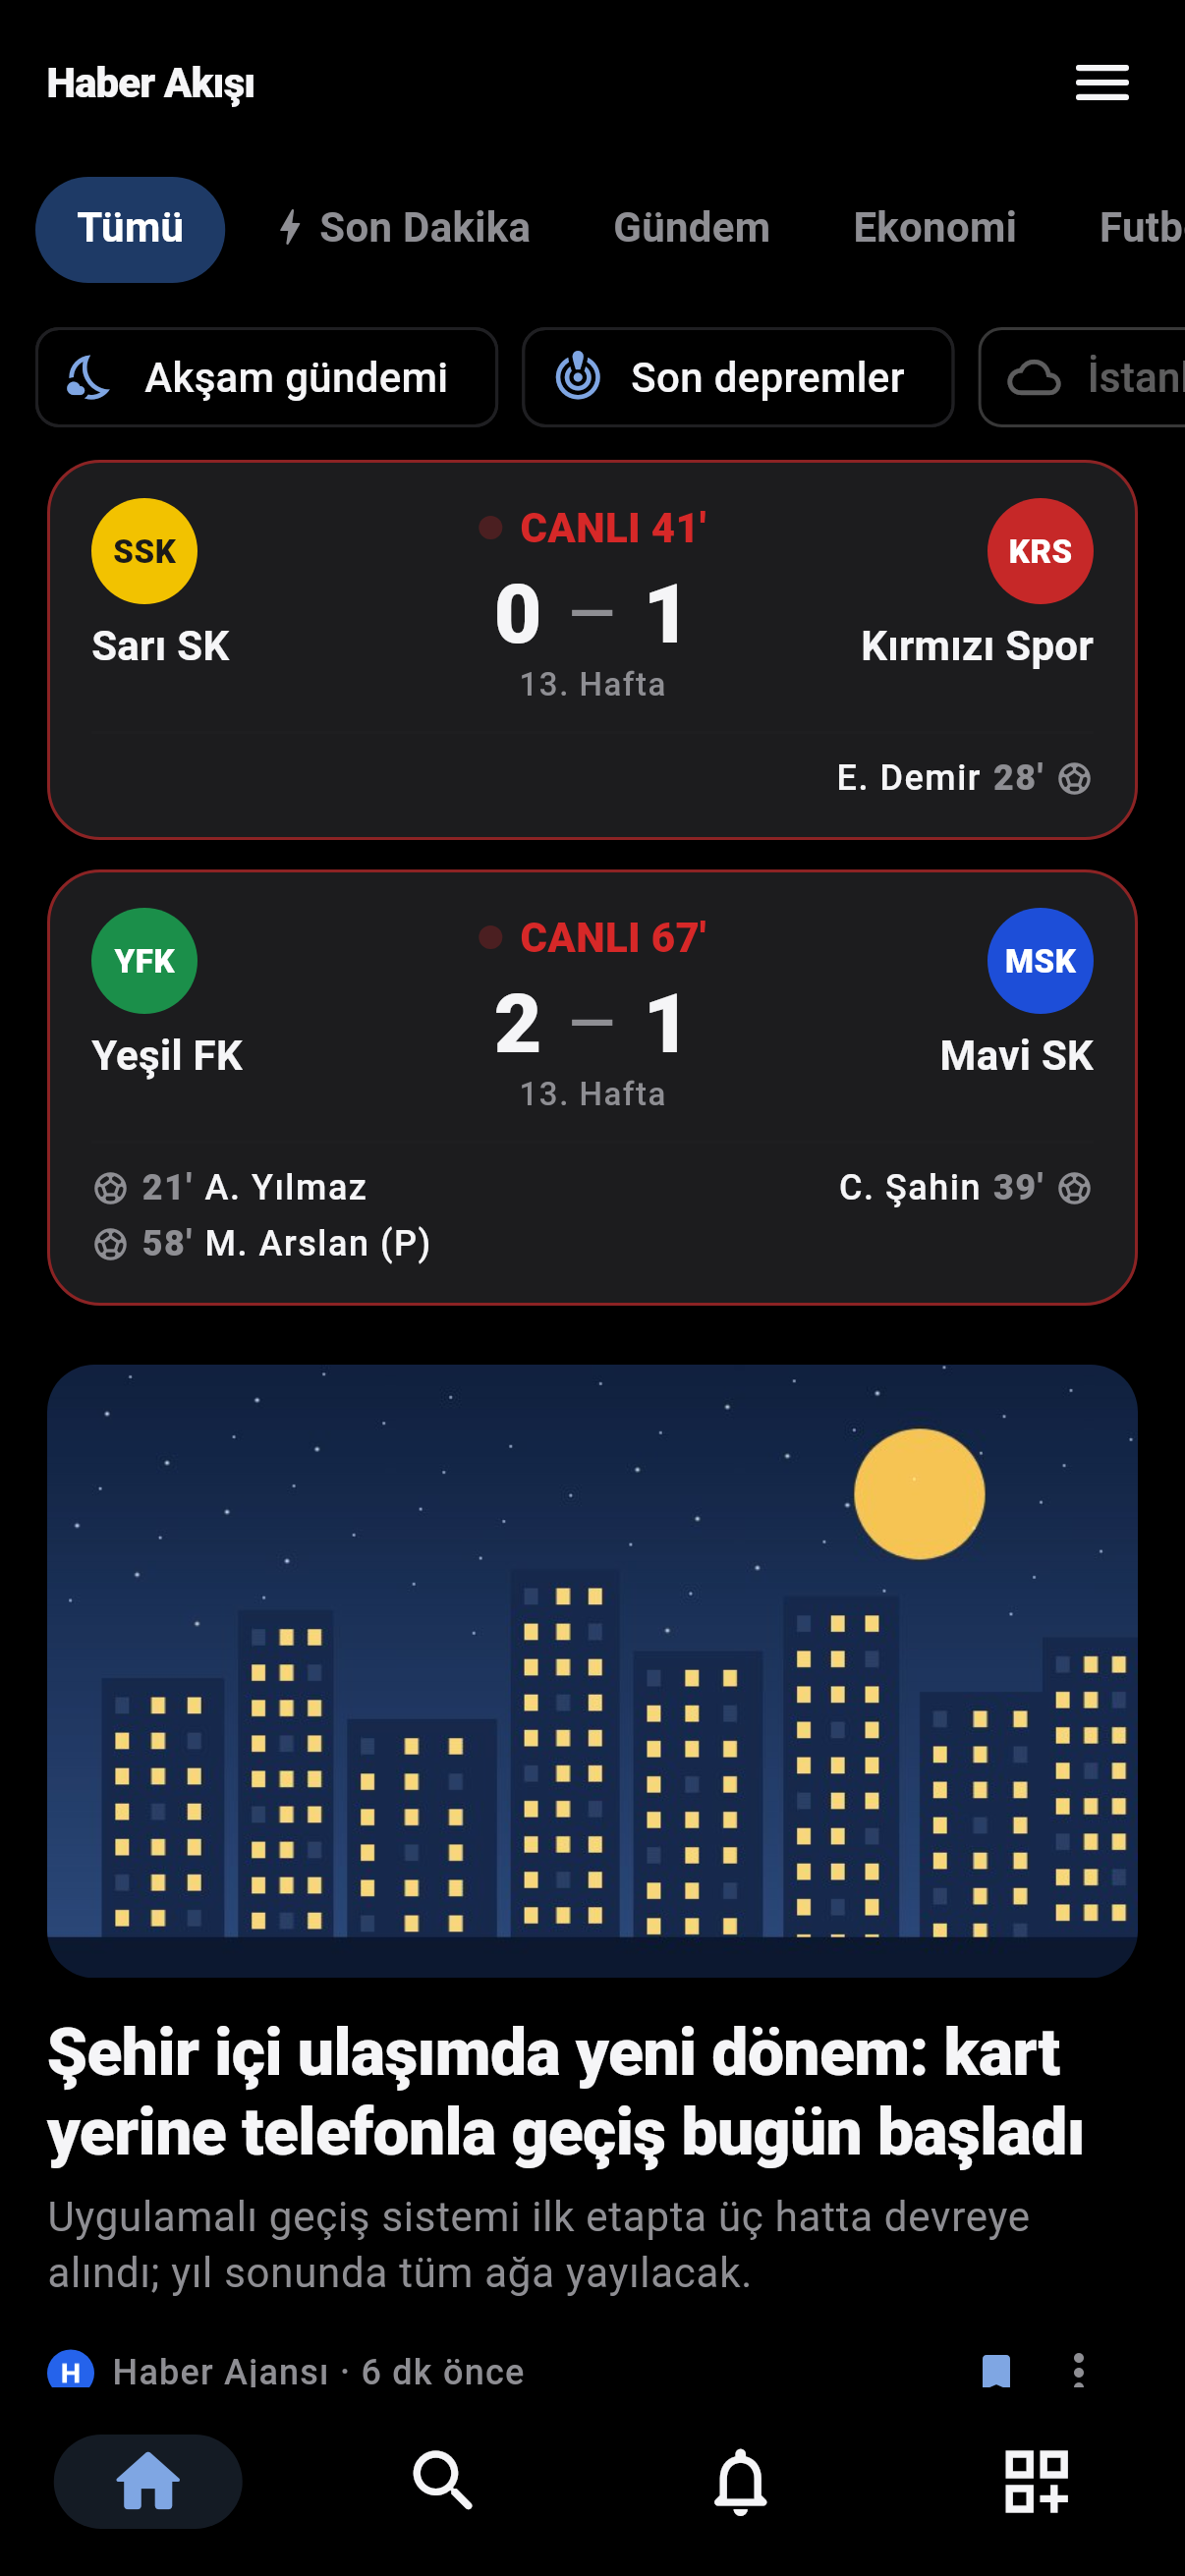 Haber Akışı
Tümü Son Dakika Gündem Ekonomi Futb
Akşam gündemi Son depremler İstan
SSK CANLI 41' KRS
0 – 1
Sarı SK Kırmızı Spor
13. Hafta
E. Demir 28'
YFK CANLI 67' MSK
2 – 1
Yeşil FK Mavi SK
13. Hafta
21' A. Yılmaz C. Şahin 39'
58' M. Arslan (P)
Şehir içi ulaşımda yeni dönem: kart
yerine telefonla geçiş bugün başladı
Uygulamalı geçiş sistemi ilk etapta üç hatta devreye
alındı; yıl sonunda tüm ağa yayılacak.
H Haber Ajansı · 6 dk önce